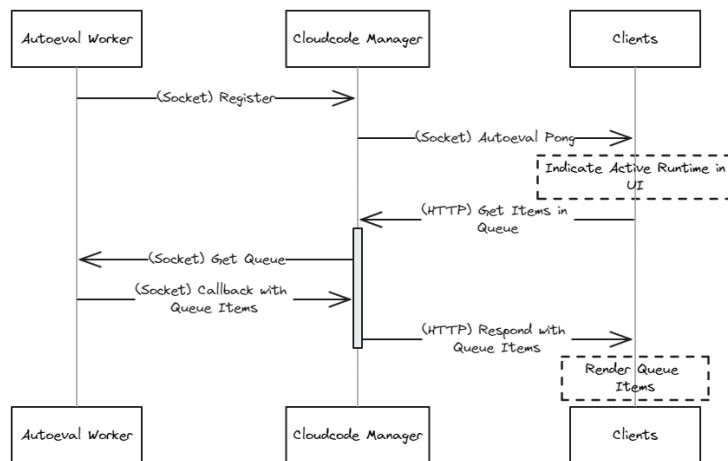 Autoeval Worker
Cloudcode Manager
Clients
(Socket) Register
(Socket) Autoeval Pong
Indicate Active Runtime in
UI
(HTTP) Get Items in
Queue
(Socket) Get Queue
(Socket) Callback with
Queue Items
(HTTP) Respond with
Queue Items
Render Queue
Items
Autoeval Worker
Cloudcode Manager
Clients